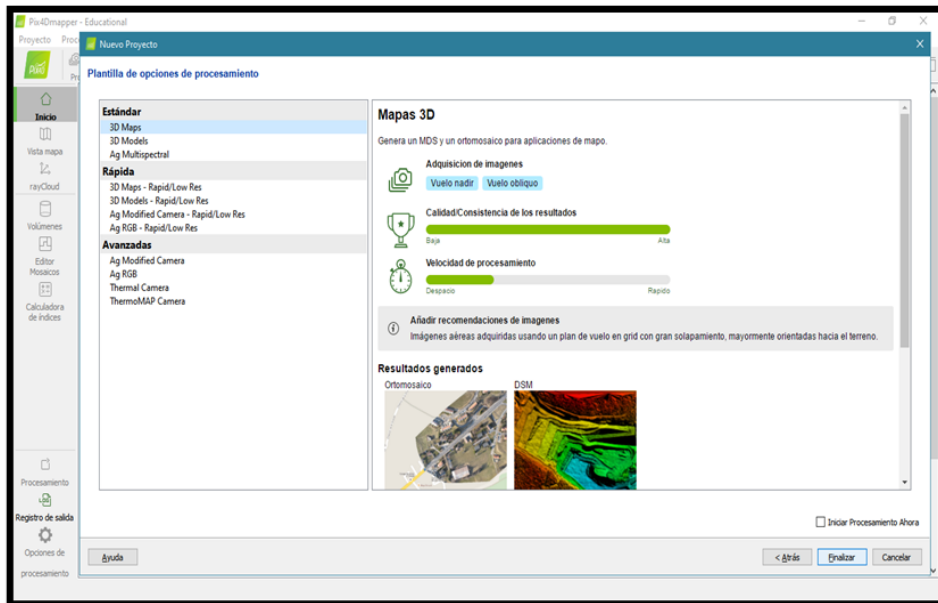 Pix4Dmapper - Educational
Proyecto Proc
Nuevo Proyecto
Plantilla de opciones de procesamiento
Inicio
Vista mapa
rayCloud
Volúmenes
Editor
Mosaicos
Calculadora
de índices
Procesamiento
Registro de salida
Opciones de
procesamiento
Estándar
3D Maps
3D Models
Ag Multispectral
Rápida
3D Maps - Rapid/Low Res
3D Models - Rapid/Low Res
Ag Modified Camera - Rapid/Low Res
Ag RGB - Rapid/Low Res
Avanzadas
Ag Modified Camera
Ag RGB
Thermal Camera
ThermoMAP Camera
Mapas 3D
Genera un MDS y un ortomosaico para aplicaciones de mapo.
Adquisicion de imagenes
Vuelo nadir Vuelo obliquo
Calidad/Consistencia de los resultados
Baja Alta
Velocidad de procesamiento
Despacio Rapido
Añadir recomendaciones de imagenes
Imágenes aéreas adquiridas usando un plan de vuelo en grid con gran solapamiento, mayormente orientadas hacia el terreno.
Resultados generados
Ortomosaico DSM
Iniciar Procesamiento Ahora
Ayuda < Atrás Finalizar Cancelar